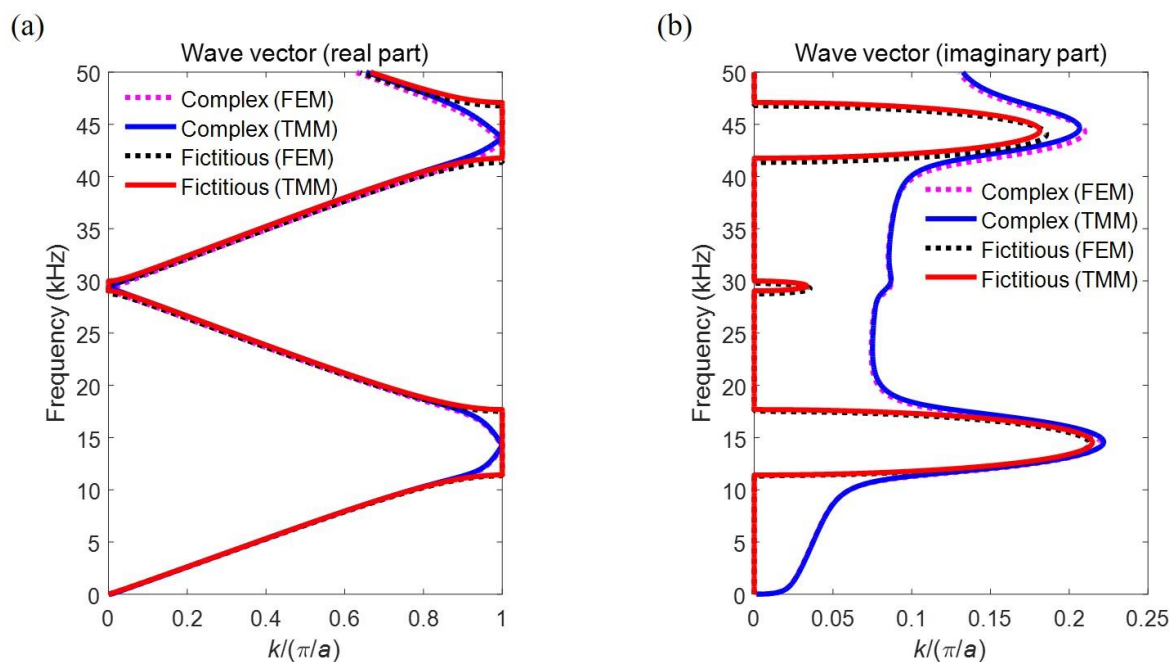 (a)
Wave vector (real part)
50
45
40
35
30
25
20
15
10
5
0
Frequency (kHz)
Complex (FEM)
Complex (TMM)
Fictitious (FEM)
Fictitious (TMM)
0 0.2 0.4 0.6 0.8 1
k/(π/a)
(b)
Wave vector (imaginary part)
50
45
40
35
30
25
20
15
10
5
0
Frequency (kHz)
Complex (FEM)
Complex (TMM)
Fictitious (FEM)
Fictitious (TMM)
0 0.05 0.1 0.15 0.2 0.25
k/(π/a)